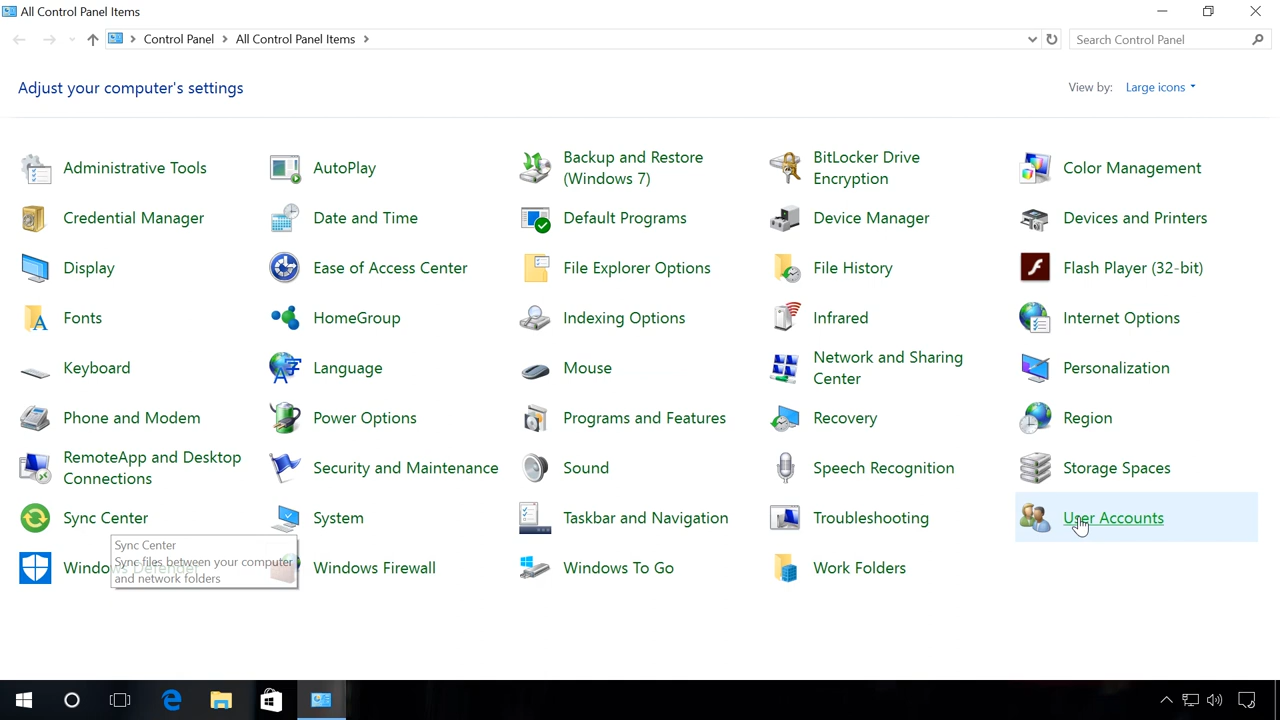 All Control Panel Items
Control Panel
All Control Panel Items
Search Control Panel
Adjust your computer's settings
View by:
Large icons
Administrative Tools
AutoPlay
Backup and Restore
(Windows 7)
BitLocker Drive
Encryption
Color Management
Credential Manager
Date and Time
Default Programs
Device Manager
Devices and Printers
Display
Ease of Access Center
File Explorer Options
File History
Flash Player (32-bit)
Fonts
HomeGroup
Indexing Options
Infrared
Internet Options
Keyboard
Language
Mouse
Network and Sharing
Center
Personalization
Phone and Modem
Power Options
Programs and Features
Recovery
Region
RemoteApp and Desktop
Connections
Security and Maintenance
Sound
Speech Recognition
Storage Spaces
Sync Center
System
Taskbar and Navigation
Troubleshooting
User Accounts
Sync Center
Sync files between your computer
and network folders
Windows Defender
Windows Firewall
Windows To Go
Work Folders